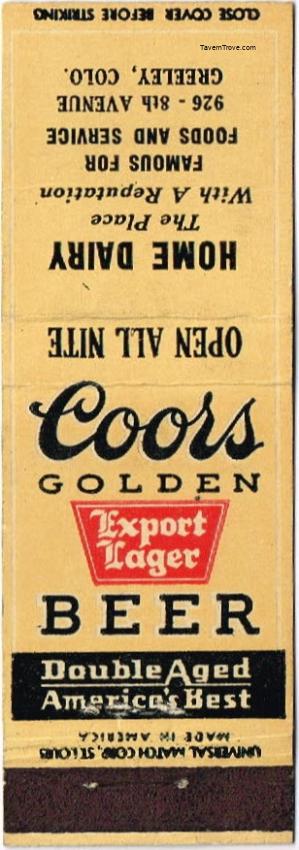 CLOSE COVER BEFORE STRIKING
TavernTrove.com
GREELEY, COLO.
926 - 8th AVENUE
FOODS AND SERVICE
FAMOUS FOR
With A Reputation
The Place
HOME DAIRY
OPEN ALL NITE
Coors
GOLDEN
Export
Lager
BEER
Double Aged
America's Best
MADE IN AMERICA
UNIVERSAL MATCH CORP., ST. LOUIS